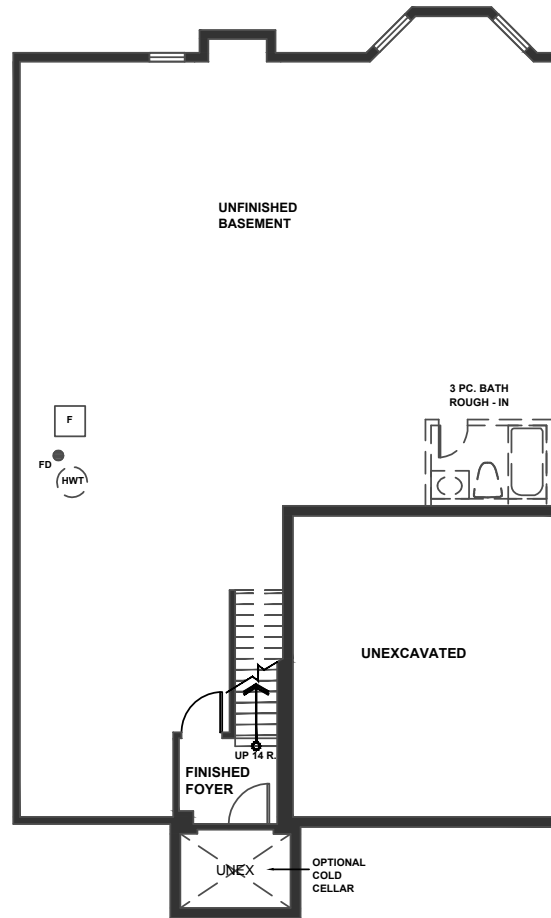 UNFINISHED
BASEMENT
3 PC. BATH
ROUGH - IN
F
FD
HWT
UNEXCAVATED
UP 14 R.
FINISHED
FOYER
UNEX
OPTIONAL
COLD
CELLAR